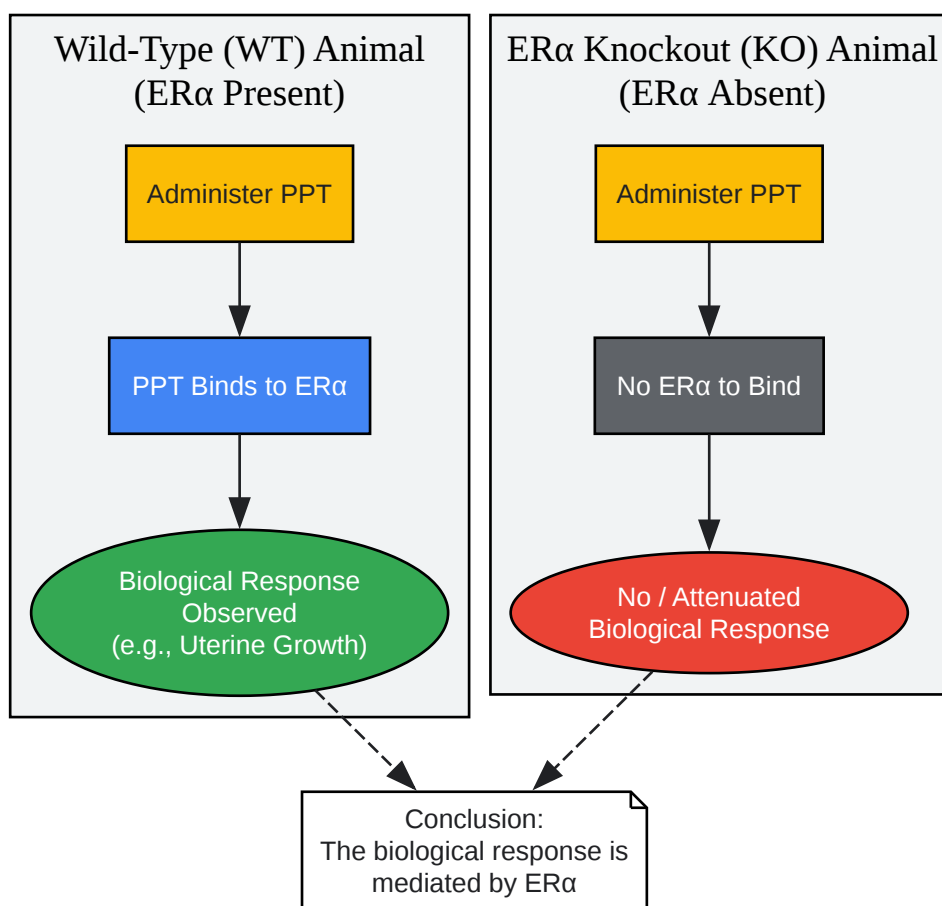 Wild-Type (WT) Animal
(ERα Present)
Administer PPT
PPT Binds to ERα
Biological Response
Observed
(e.g., Uterine Growth)
ERα Knockout (KO) Animal
(ERα Absent)
Administer PPT
No ERα to Bind
No / Attenuated
Biological Response
Conclusion:
The biological response is
mediated by ERα